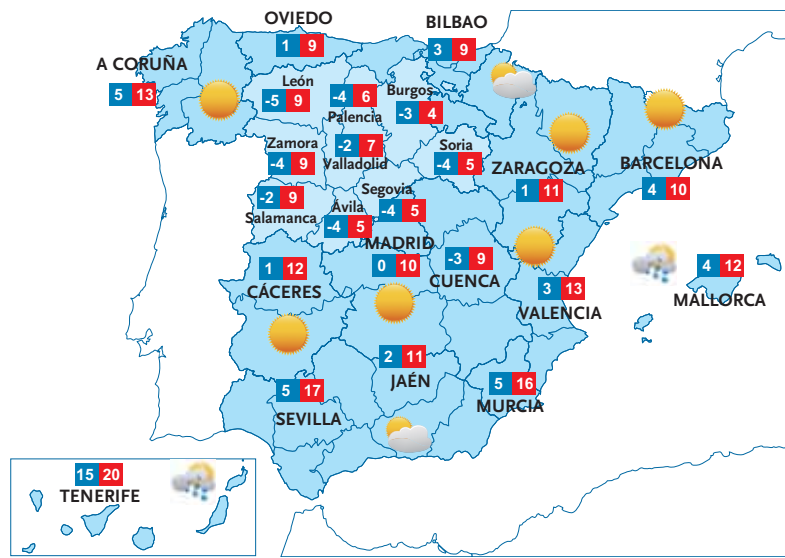 OVIEDO
1 9
BILBAO
3 9
A CORUÑA
5 13
León
-5 9
-4 6
Palencia
Burgos
-3 4
Zamora
-4 9
-2 7
Valladolid
Soria
-4 5
ZARAGOZA
1 11
BARCELONA
4 10
-2 9
Salamanca
Ávila
-4 5
Segovia
-4 5
MADRID
0 10
-3 9
CUENCA
1 12
CÁCERES
3 13
VALENCIA
4 12
MALLORCA
2 11
JAÉN
5 17
SEVILLA
5 16
MURCIA
15 20
TENERIFE